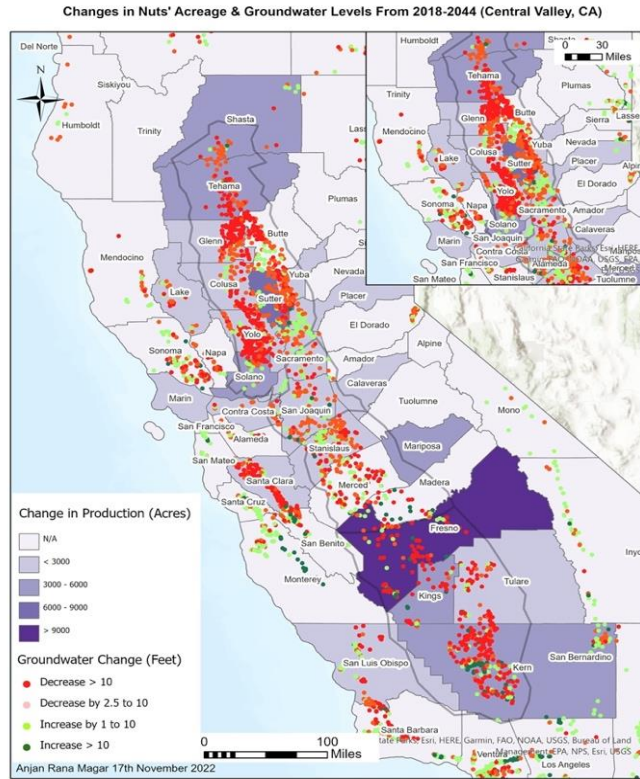 Changes in Nuts' Acreage & Groundwater Levels From 2018-2044 (Central Valley, CA)
Del Norte
Siskiyou
N
Humboldt
Trinity
Shasta
Tehama
Plumas
Glenn
Butte
Mendocino
Colusa
Yuba
Nevada
Lake
Sutter
Placer
Yolo
El Dorado
Sonoma
Napa
Sacramento
Amador
Alpine
Solano
Calaveras
Marin
Contra Costa
San Joaquin
Tuolumne
San Francisco
Alameda
Stanislaus
Mono
San Mateo
Mariposa
Santa Clara
Merced
Madera
Santa Cruz
Fresno
San Benito
Monterey
Tulare
Kings
San Luis Obispo
Kern
San Bernardino
Santa Barbara
Ventura
Los Angeles
0 30
Miles
Humboldt
Shasta
Tehama
Trinity
Plumas
Glenn
Butte
Mendocino
Colusa
Yuba
Sierra
Nevada
Lake
Sutter
Placer
Yolo
El Dorado
Sonoma
Napa
Sacramento
Amador
Solano
Calaveras
Marin
San Joaquin
Contra Costa
San Francisco
Alameda
San Mateo
Stanislaus
Merced
Tuolumne
Change in Production (Acres)
N/A
< 3000
3000 - 6000
6000 - 9000
> 9000
Groundwater Change (Feet)
Decrease > 10
Decrease by 2.5 to 10
Increase by 1 to 10
Increase > 10
0 100
Miles
Parks, Esri, HERE, Garmin, FAO, NOAA, USGS, Bureau of Land
Management, EPA, NPS, Esri, USGS
Anjan Rana Magar 17th November 2022